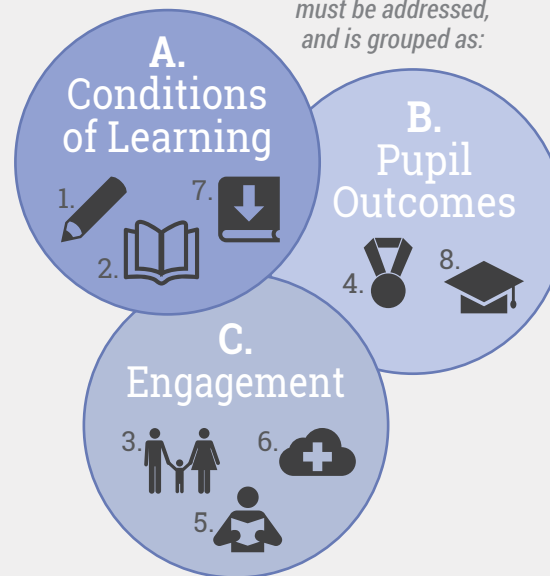 must be addressed,
and is grouped as:
A.
Conditions
of Learning
1.
7.
2.
B.
Pupil
Outcomes
4.
8.
C.
Engagement
3.
6.
5.